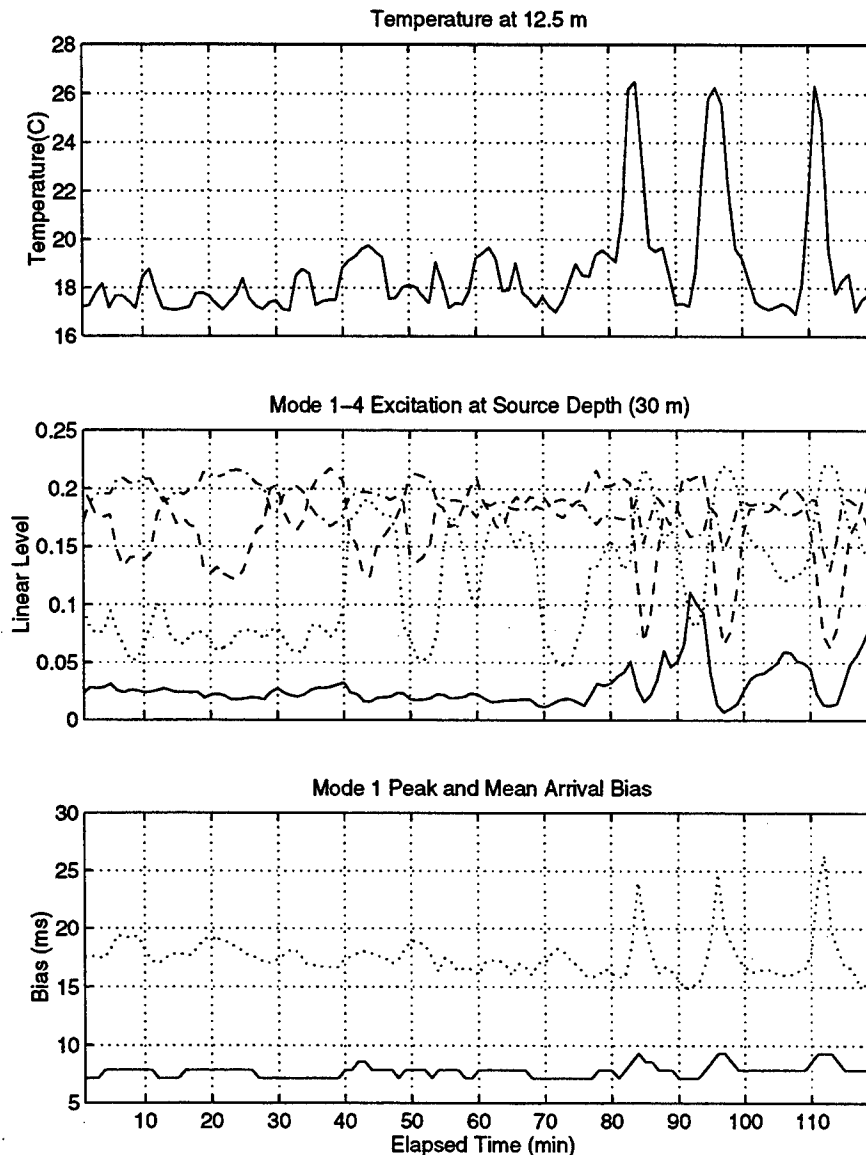 Temperature at 12.5 m
28
26
24
22
20
18
16
Temperature(C)
Mode 1–4 Excitation at Source Depth (30 m)
0.25
0.2
0.15
0.1
0.05
0
Linear Level
Mode 1 Peak and Mean Arrival Bias
30
25
20
15
10
5
Bias (ms)
10 20 30 40 50 60 70 80 90 100 110
Elapsed Time (min)